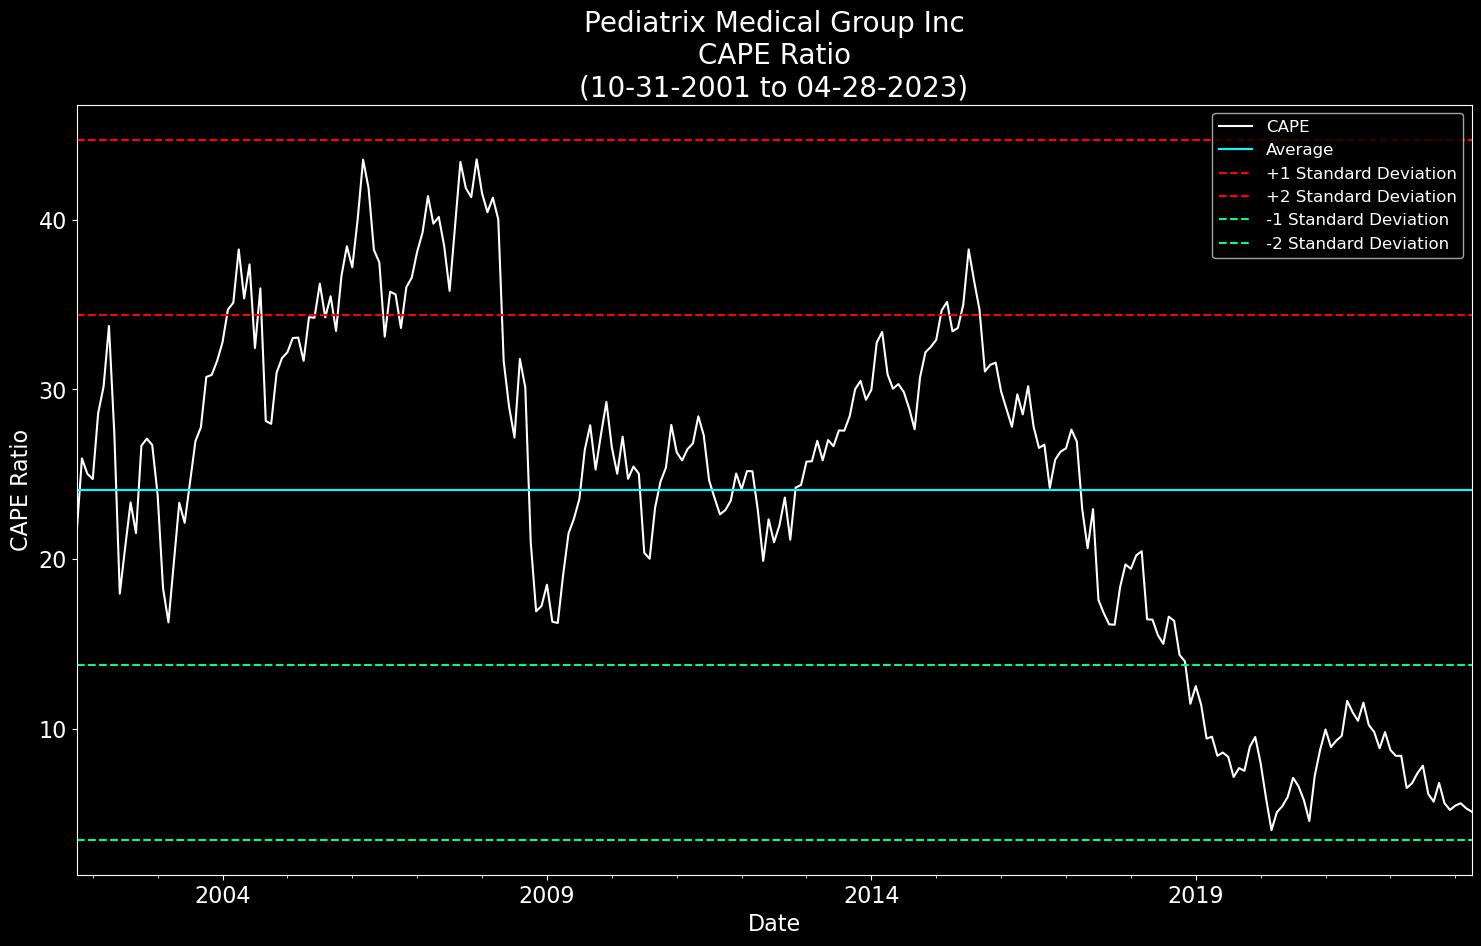 Pediatrix Medical Group Inc
CAPE Ratio
(10-31-2001 to 04-28-2023)
CAPE
Average
+1 Standard Deviation
+2 Standard Deviation
-1 Standard Deviation
-2 Standard Deviation
CAPE Ratio
40
30
20
10
2004
2009
2014
2019
Date